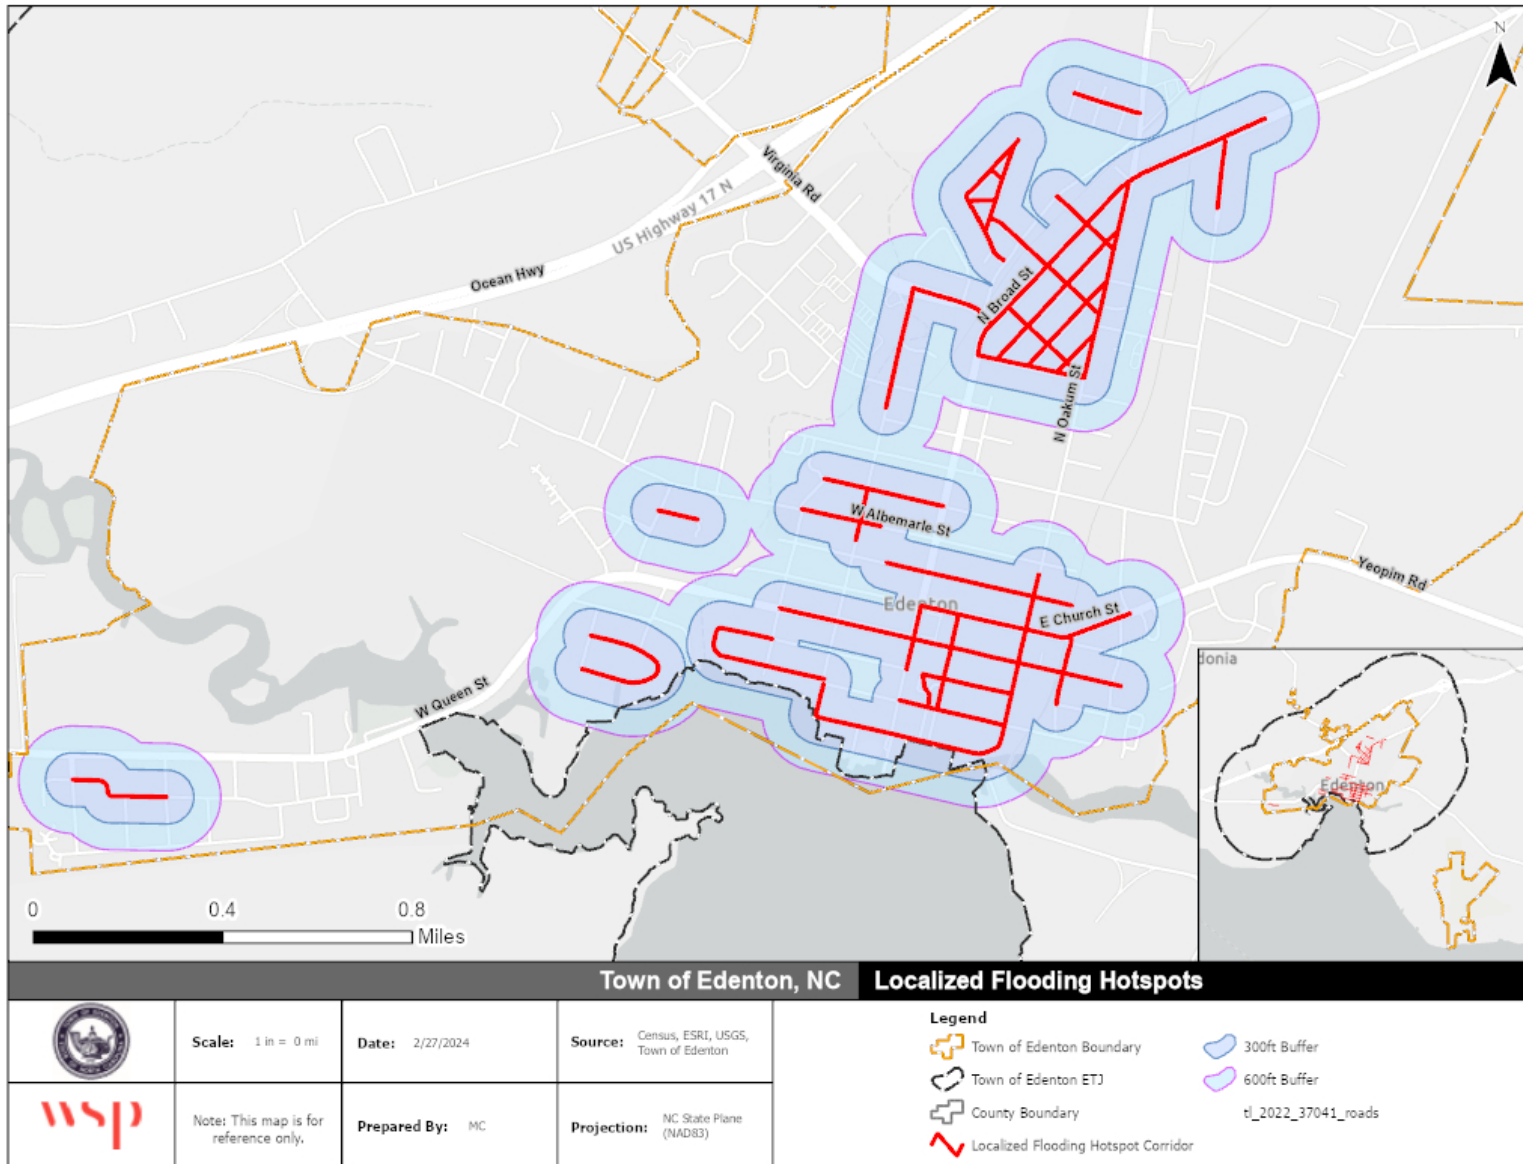 N
Virginia Rd
US Highway 17 N
Ocean Hwy
N Broad St
N Oakum St
W Albemarle St
Yeopim Rd
Edenton
E Church St
W Queen St
donia
Edenton
0 0.4 0.8
Miles
Town of Edenton, NC Localized Flooding Hotspots
Scale: 1 in = 0 mi
Date: 2/27/2024
Source: Census, ESRI, USGS,
Town of Edenton
wsp
Note: This map is for
reference only.
Prepared By: MC
Projection: NC State Plane
(NAD83)
Legend
Town of Edenton Boundary
Town of Edenton ETJ
County Boundary
Localized Flooding Hotspot Corridor
300ft Buffer
600ft Buffer
tl_2022_37041_roads